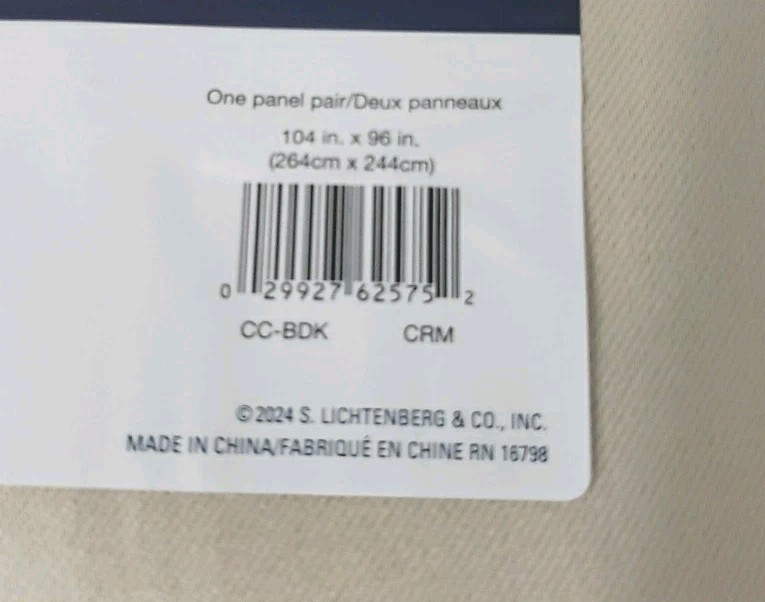 One panel pair/Deux panneaux
104 in. x 96 in.
(264cm x 244cm)
0 29927 62575 2
CC-BDK CRM
©2024 S. LICHTENBERG & CO., INC.
MADE IN CHINA/FABRIQUÉ EN CHINE RN 16798